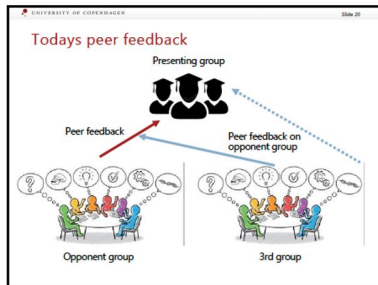 UNIVERSITY OF COPENHAGEN
Slide 20
Todays peer feedback
Presenting group
Peer feedback
Peer feedback on
opponent group
Opponent group
3rd group